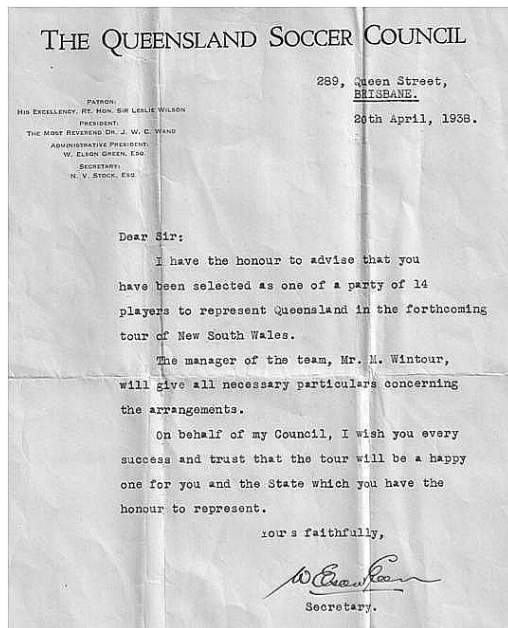 THE QUEENSLAND SOCCER COUNCIL
289, Queen Street,
BRISBANE.
20th April, 1938.
PATRON:
HIS EXCELLENCY, RT. HON. SIR LESLIE WILSON
PRESIDENT:
THE MOST REVEREND DR. J. W. C. WAND
ADMINISTRATIVE PRESIDENT:
W. ELSON GREEN, ESQ.
SECRETARY:
N. V. STOCK, ESQ.
Dear Sir:
I have the honour to advise that you
have been selected as one of a party of 14
players to represent Queensland in the forthcoming
tour of New South Wales.
The manager of the team, Mr. M. Wintour,
will give all necessary particulars concerning
the arrangements.
On behalf of my Council, I wish you every
success and trust that the tour will be a happy
one for you and the State which you have the
honour to represent.
Yours faithfully,
W Elson Green
Secretary.